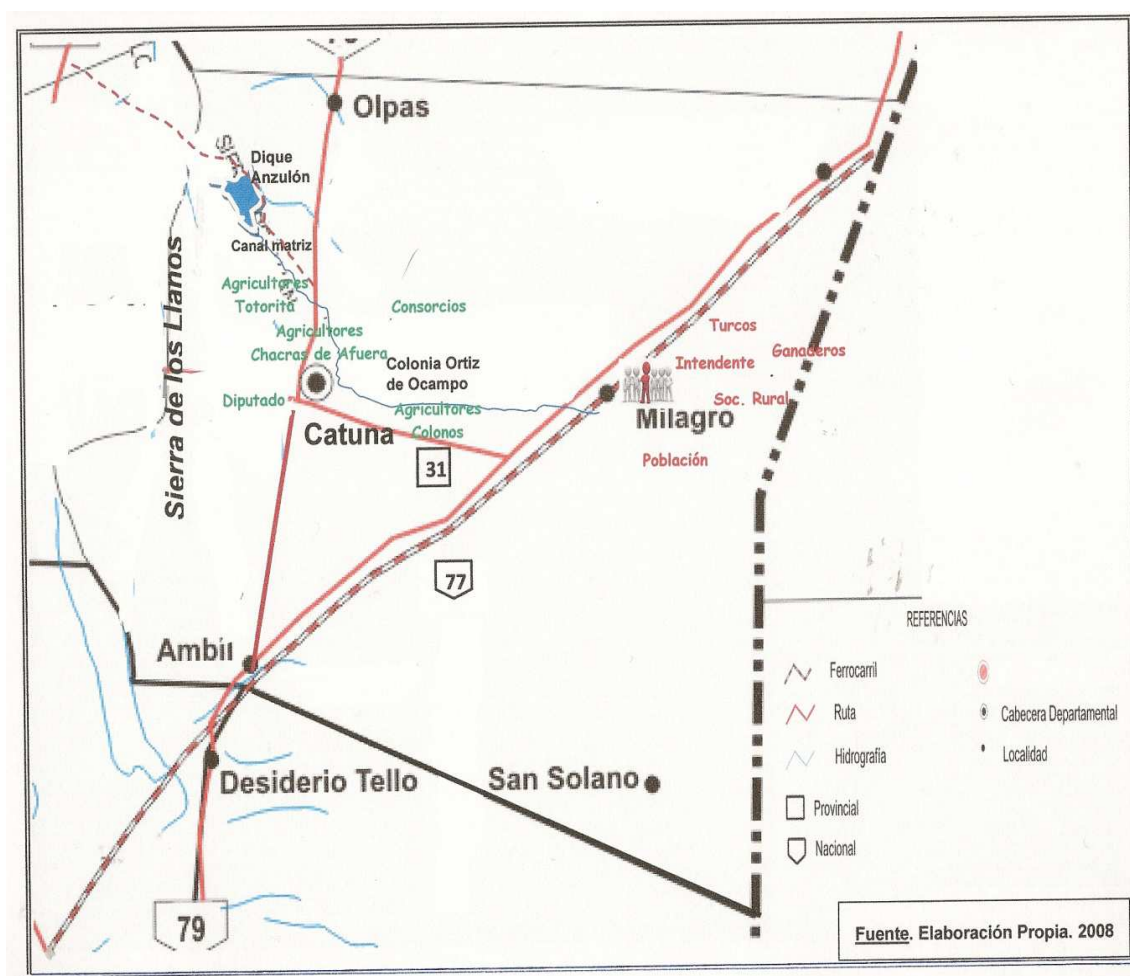 Olpas
Dique
Anzulón
Canal matriz
Sierra de los Llanos
Agricultores
Totorita
Consorcios
Agricultores
Chacras de Afuera
Colonia Ortiz
de Ocampo
Diputado
Agricultores
Colonos
Catuna
31
Turcos
Intendente
Ganaderos
Soc. Rural
Milagro
Población
77
Ambil
Desiderio Tello
San Solano
79
REFERENCIAS
Ferrocarril
Ruta
Cabecera Departamental
Hidrografía
Localidad
Provincial
Nacional
Fuente. Elaboración Propia. 2008